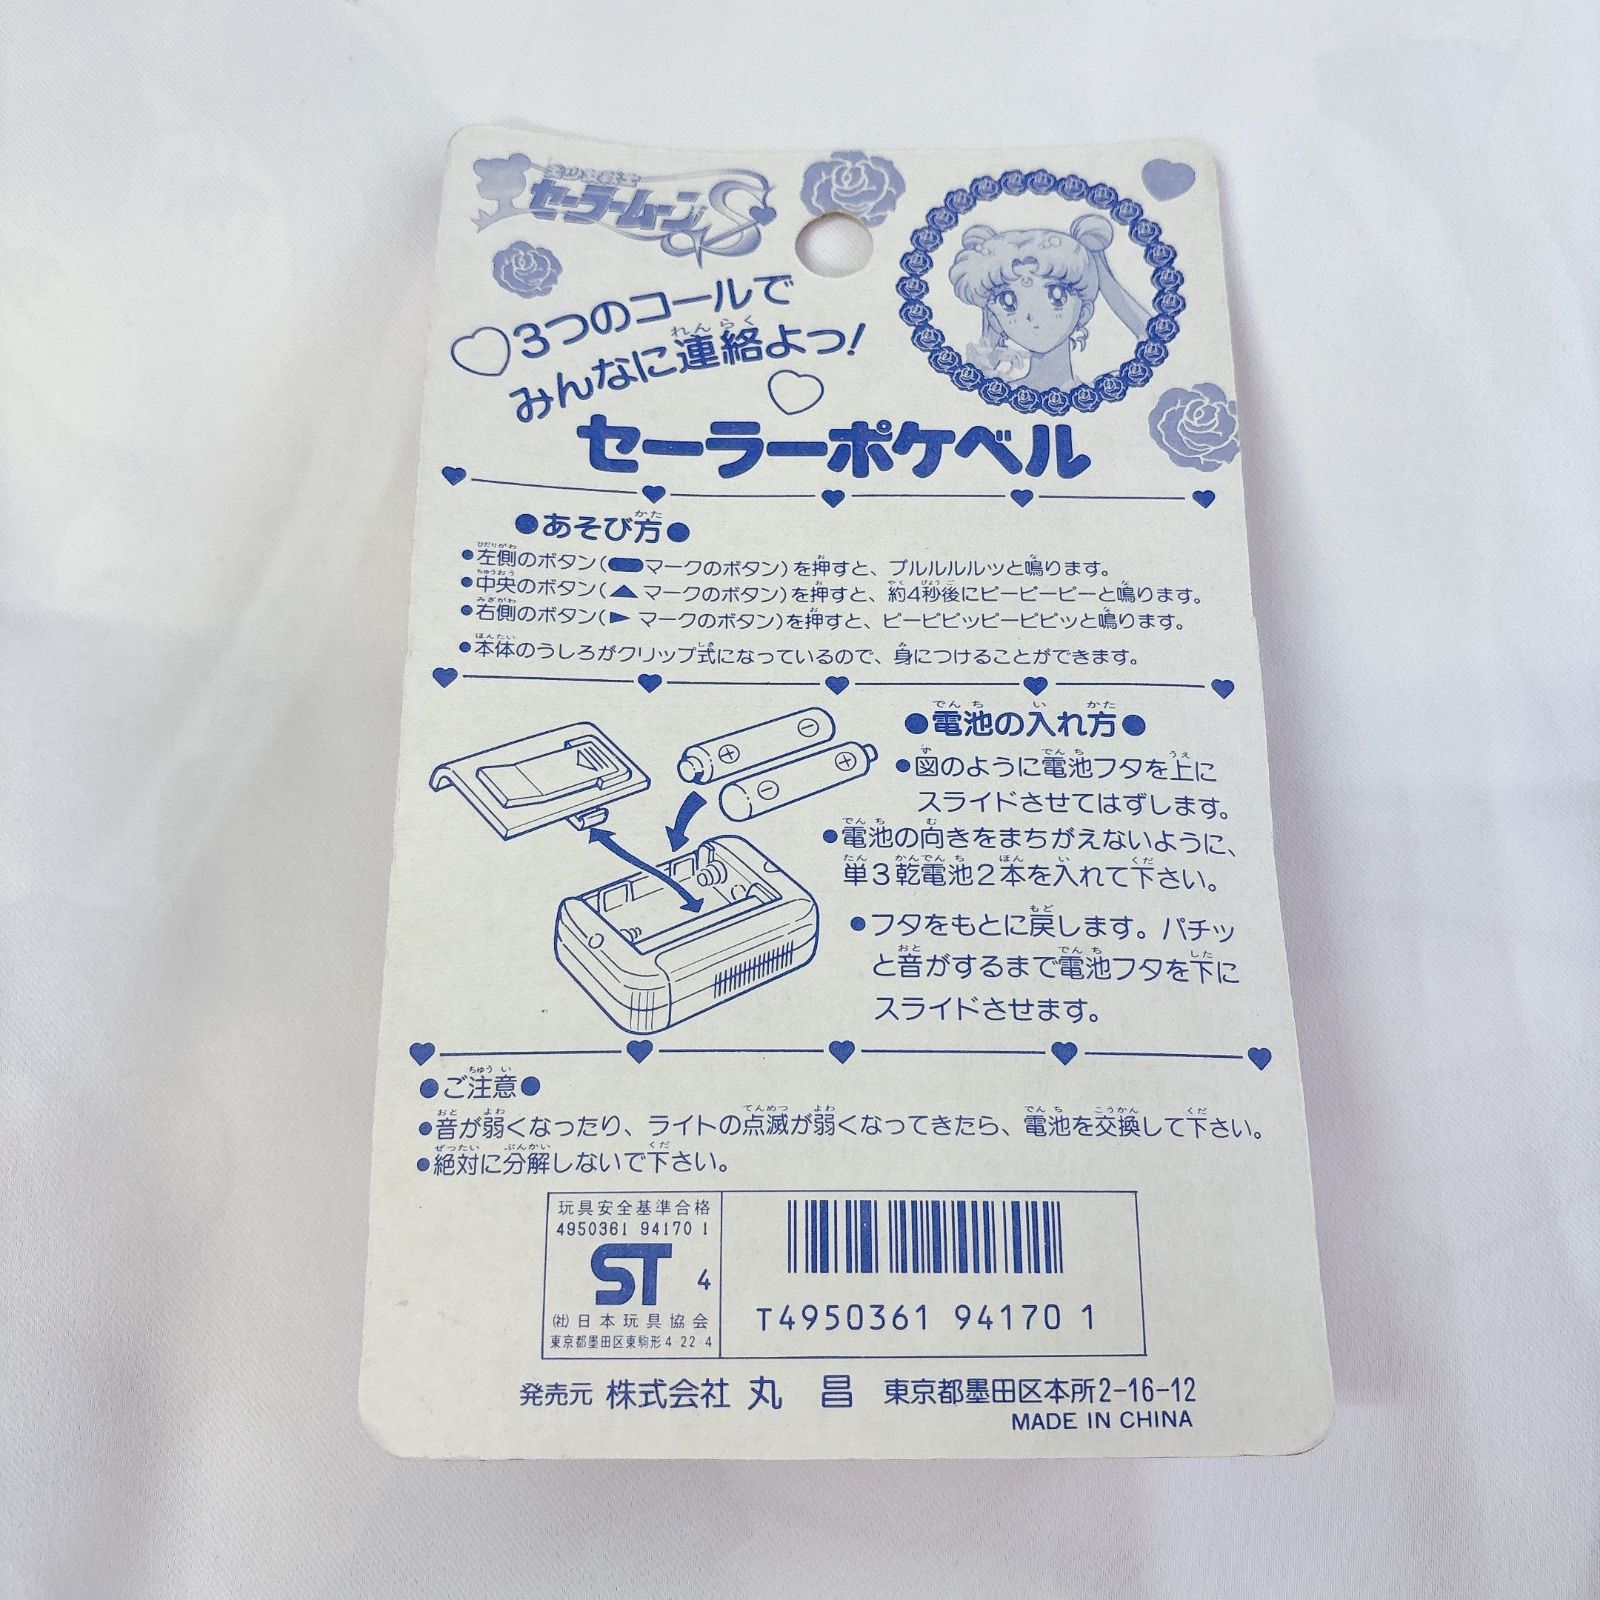 美少女戦士
セーラームーンS
3つのコールで
みんなに連絡よっ!
れんらく
セーラーポケベル
●あそび方●
かた
●左側のボタン(マークのボタン)を押すと、プルルルルッと鳴ります。
●中央のボタン(▲マークのボタン)を押すと、約4秒後にピーピーピーと鳴ります。
●右側のボタン(▶マークのボタン)を押すと、ピーピピッピーピピッと鳴ります。
●本体のうしろがクリップ式になっているので、身につけることができます。
●電池の入れ方●
●図のように電池フタを上に
スライドさせてはずします。
●電池の向きをまちがえないように、
単3乾電池2本を入れて下さい。
●フタをもとに戻します。パチッ
と音がするまで電池フタを下に
スライドさせます。
●ご注意●
●音が弱くなったり、ライトの点滅が弱くなってきたら、電池を交換して下さい。
●絶対に分解しないで下さい。
玩具安全基準合格
4950361 94170 1
ST 4
(社)日本玩具協会
東京都墨田区東駒形4-22-4
T4950361 94170 1
発売元 株式会社 丸昌 東京都墨田区本所2-16-12
MADE IN CHINA